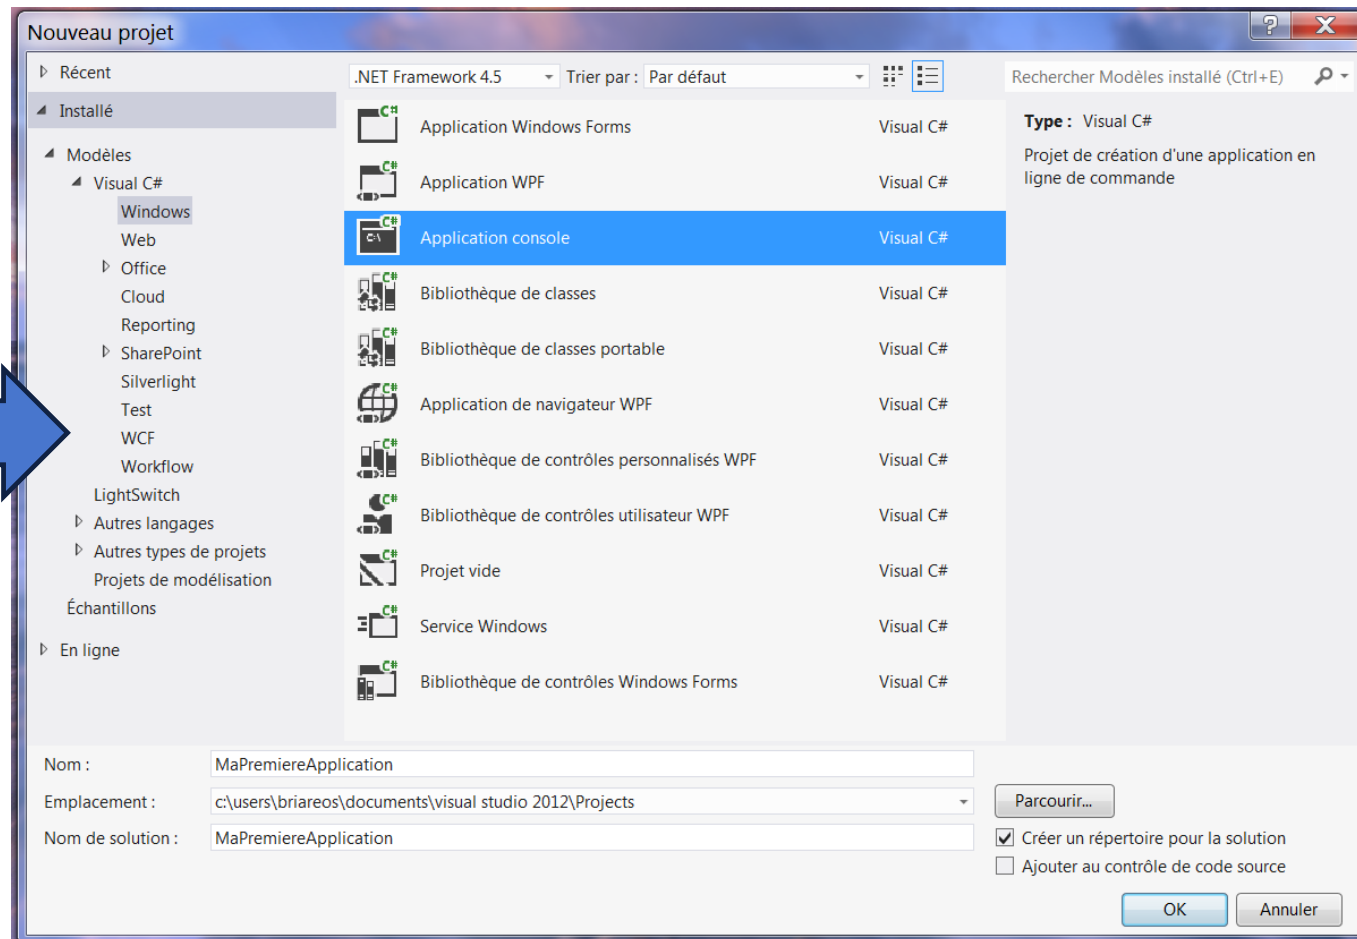 Nouveau projet
?
X
Récent
Installé
Modèles
Visual C#
Windows
Web
Office
Cloud
Reporting
SharePoint
Silverlight
Test
WCF
Workflow
LightSwitch
Autres langages
Autres types de projets
Projets de modélisation
Échantillons
En ligne
.NET Framework 4.5 Trier par : Par défaut
C# Application Windows Forms Visual C#
C# Application WPF Visual C#
C# C:\ Application console Visual C#
C# Bibliothèque de classes Visual C#
C# Bibliothèque de classes portable Visual C#
C# Application de navigateur WPF Visual C#
C# Bibliothèque de contrôles personnalisés WPF Visual C#
C# Bibliothèque de contrôles utilisateur WPF Visual C#
C# Projet vide Visual C#
C# Service Windows Visual C#
C# Bibliothèque de contrôles Windows Forms Visual C#
Rechercher Modèles installé (Ctrl+E)
Type : Visual C#
Projet de création d'une application en
ligne de commande
Nom : MaPremiereApplication
Emplacement : c:\users\briareos\documents\visual studio 2012\Projects
Parcourir...
Nom de solution : MaPremiereApplication
Créer un répertoire pour la solution
Ajouter au contrôle de code source
OK
Annuler